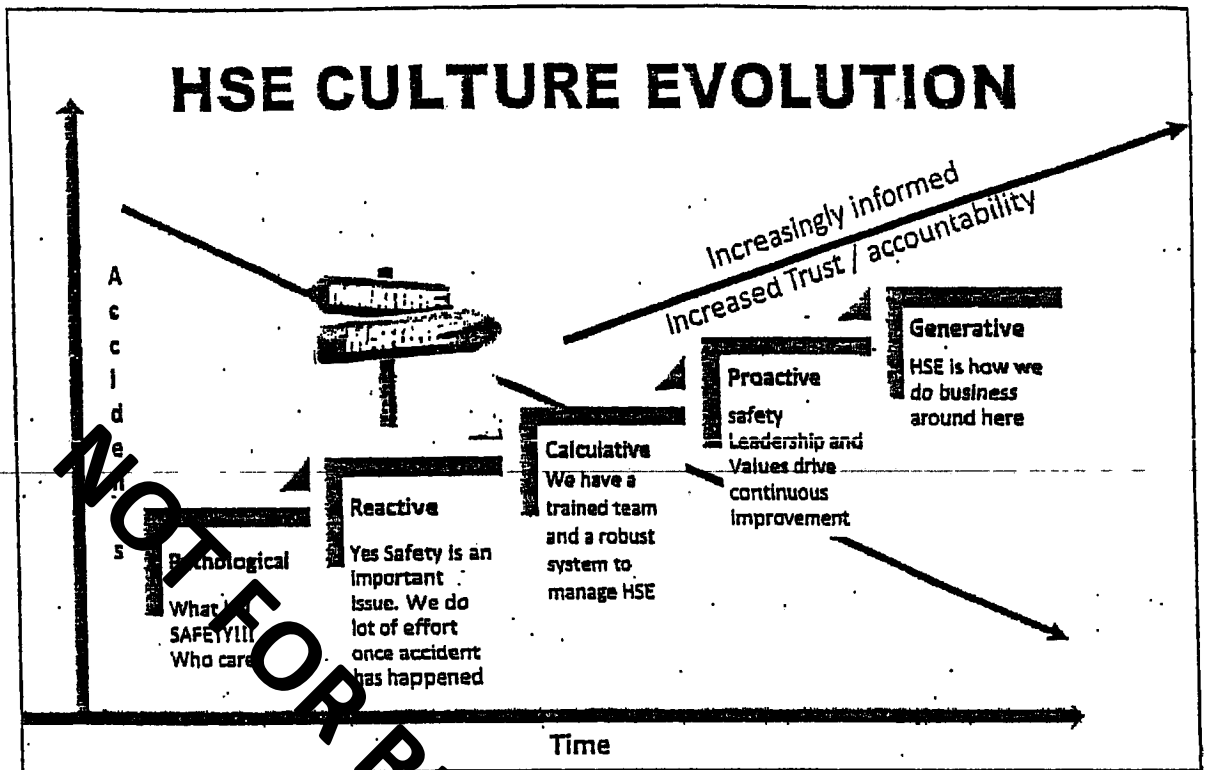 HSE CULTURE EVOLUTION
Increasingly informed
Increased Trust / accountability
Accidents
Generative
HSE is how we
do business
around here
Proactive
safety
Leadership and
Values drive
continuous
improvement
Calculative
We have a
trained team
and a robust
system to
manage HSE
Reactive
Yes Safety is an
important
issue. We do
lot of effort
once accident
has happened
Pathological
What
SAFETY!!!
Who care
Time
NOT FOR